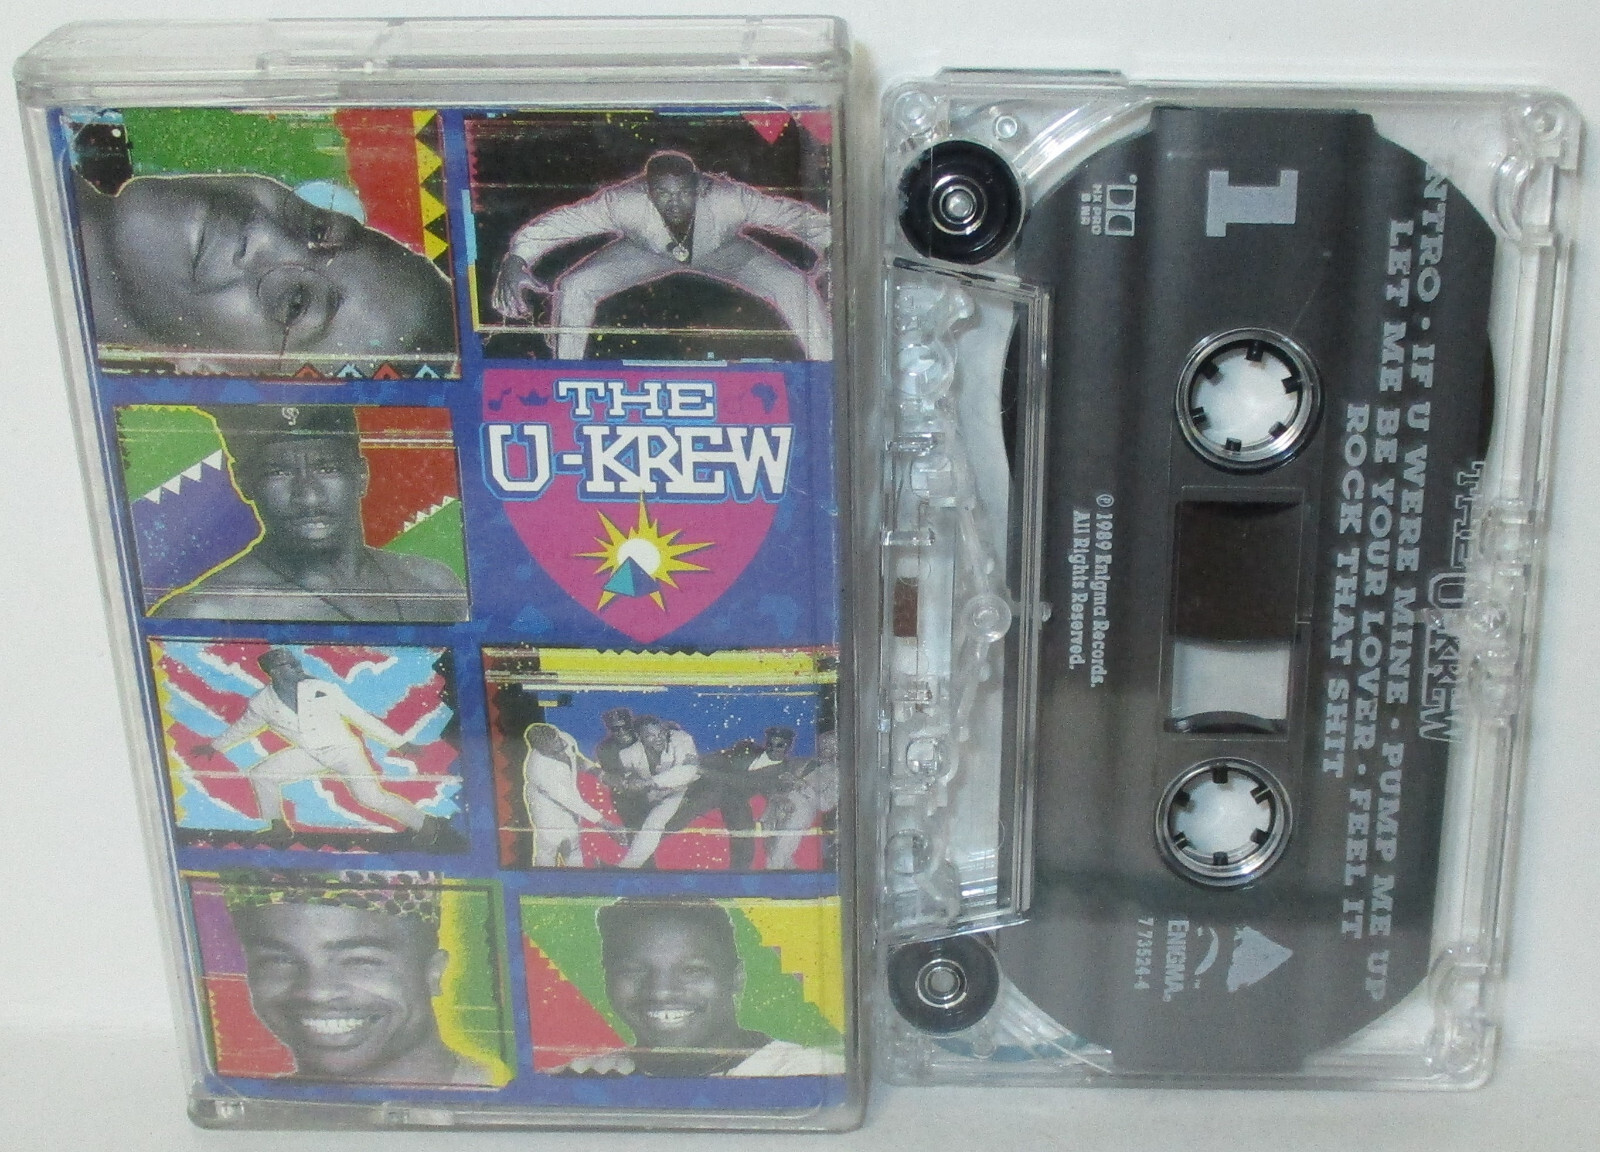 THE
U-KREW
1
DOLBY HX PRO
B NR
THE U-KREW
INTRO · IF U WERE MINE · PUMP ME UP
LET ME BE YOUR LOVER · FEEL IT
ROCK THAT SHIT
℗ 1989 Enigma Records.
All Rights Reserved.
ENIGMA®
7 73524-4